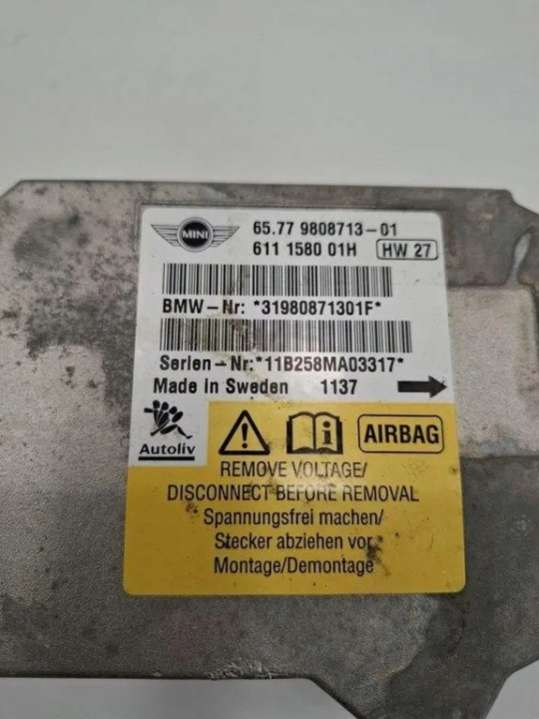 MINI
65.77 9808713-01
611 1580 01H HW 27
BMW-Nr: *31980871301F*
Serien-Nr: *11B258MA03317*
Made in Sweden 1137
Autoliv
i AIRBAG
REMOVE VOLTAGE/
DISCONNECT BEFORE REMOVAL
Spannungsfrei machen/
Stecker abziehen vor
Montage/Demontage